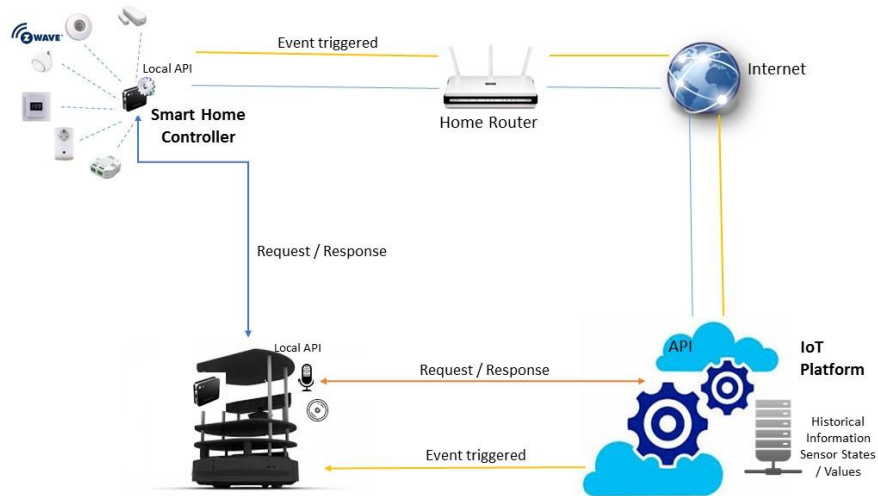 Z WAVE
Event triggered
Local API
Internet
Smart Home
Controller
Home Router
Request / Response
Local API
API
IoT
Platform
Request / Response
Historical
Information
Sensor States
/ Values
Event triggered